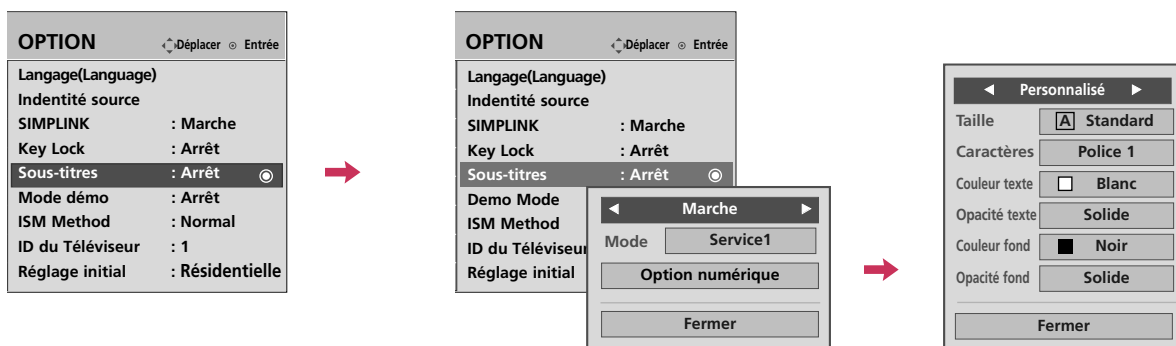 OPTION Déplacer Entrée
Langage(Language)
Indentité source
SIMPLINK : Marche
Key Lock : Arrêt
Sous-titres : Arrêt
Mode démo : Arrêt
ISM Method : Normal
ID du Téléviseur : 1
Réglage initial : Résidentielle
OPTION Déplacer Entrée
Langage(Language)
Indentité source
SIMPLINK : Marche
Key Lock : Arrêt
Sous-titres : Arrêt
Demo Mode
ISM Method
ID du Téléviseur
Réglage initial
Marche
Mode Service1
Option numérique
Fermer
Personnalisé
Taille A Standard
Caractères Police 1
Couleur texte Blanc
Opacité texte Solide
Couleur fond Noir
Opacité fond Solide
Fermer